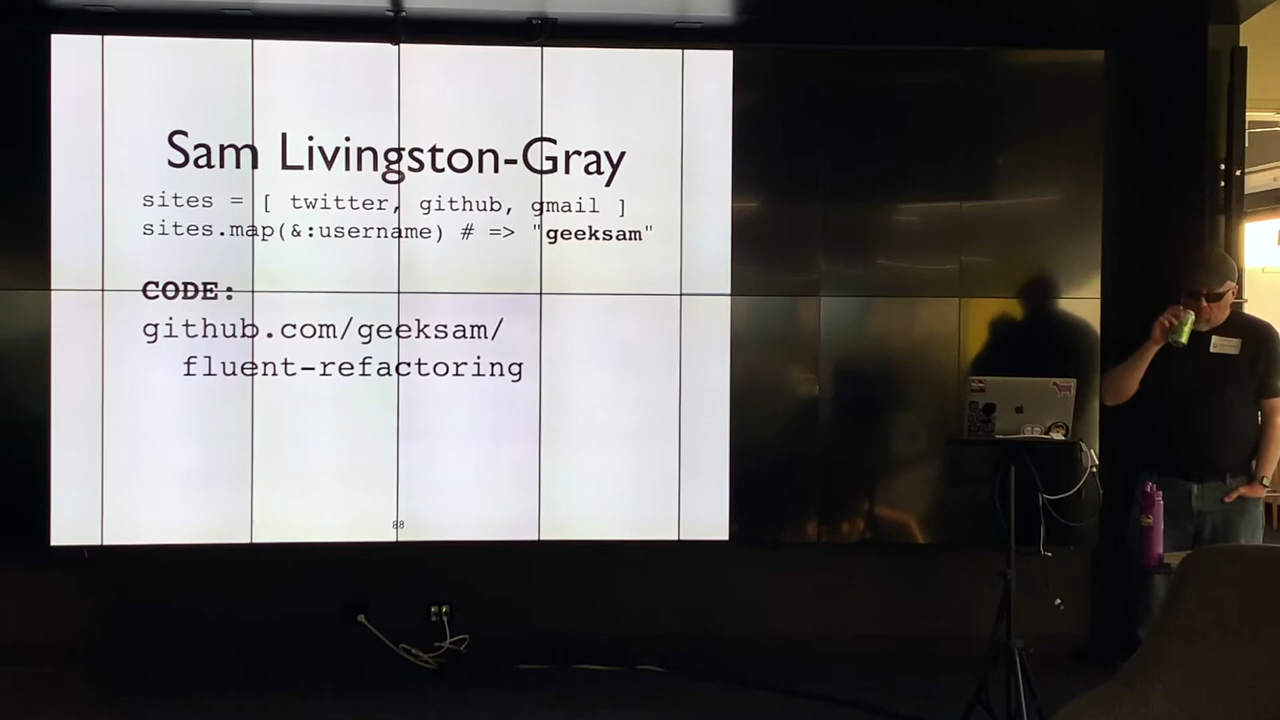 Sam Livingston-Gray
sites = [ twitter, github, gmail ]
sites.map(&:username) # => "geeksam"
CODE:
github.com/geeksam/
fluent-refactoring
88